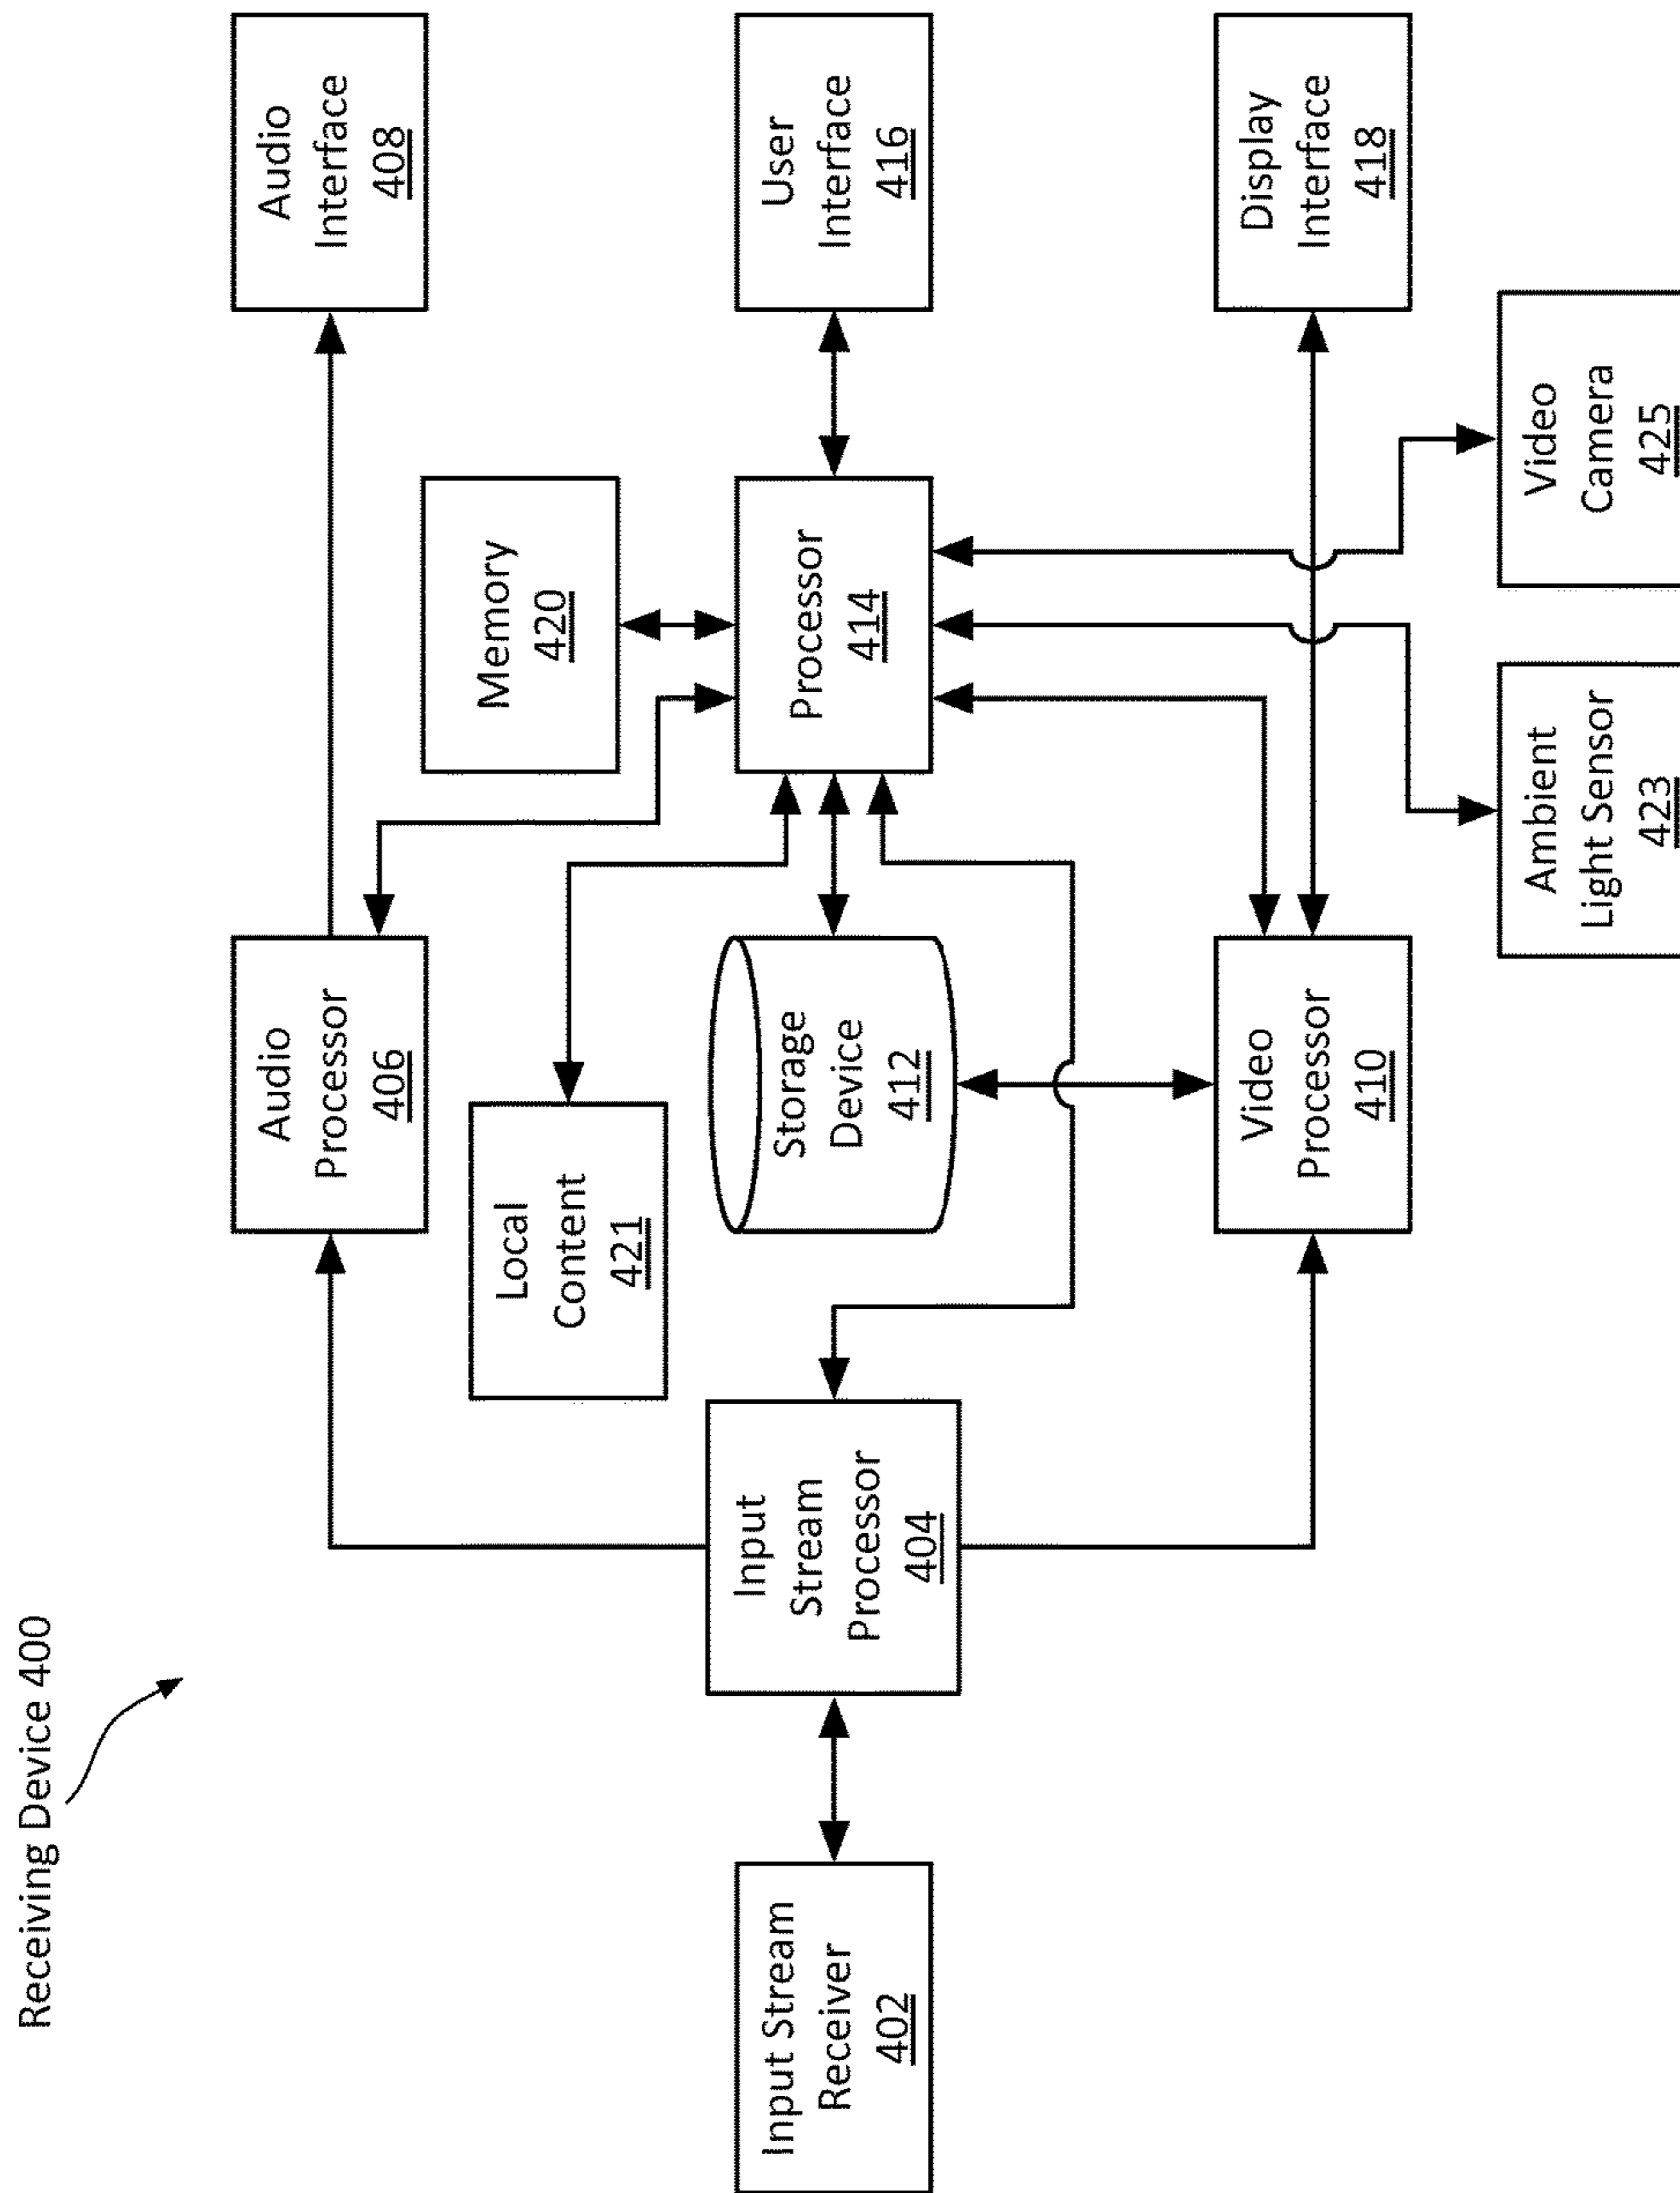 Receiving Device 400
Audio
Interface
408
User
Interface
416
Display
Interface
418
Memory
420
Processor
414
Video
Camera
425
Ambient
Light Sensor
423
Audio
Processor
406
Local
Content
421
Storage
Device
412
Video
Processor
410
Input
Stream
Processor
404
Input Stream
Receiver
402